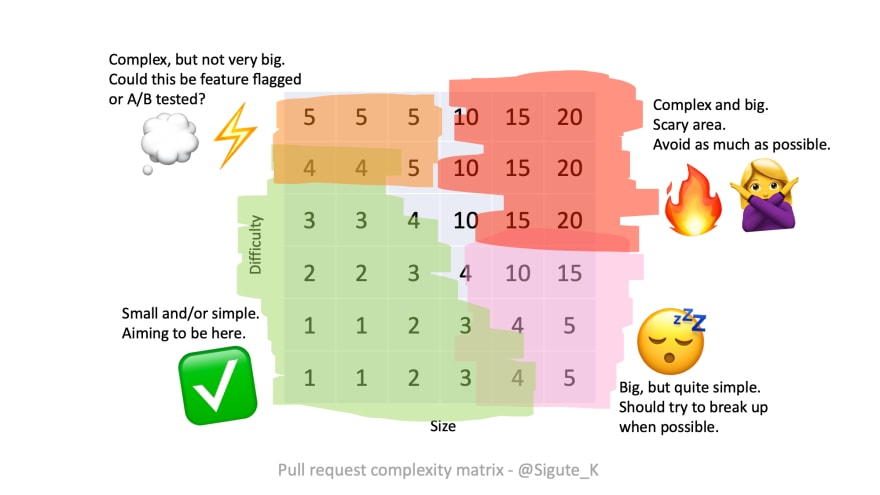 Complex, but not very big.
Could this be feature flagged
or A/B tested?
Complex and big.
Scary area.
Avoid as much as possible.
5 5 5 10 15 20
4 4 5 10 15 20
3 3 4 10 15 20
2 2 3 4 10 15
1 1 2 3 4 5
1 1 2 3 4 5
Difficulty
Small and/or simple.
Aiming to be here.
zzZ
Big, but quite simple.
Should try to break up
when possible.
Size
Pull request complexity matrix - @Sigute_K